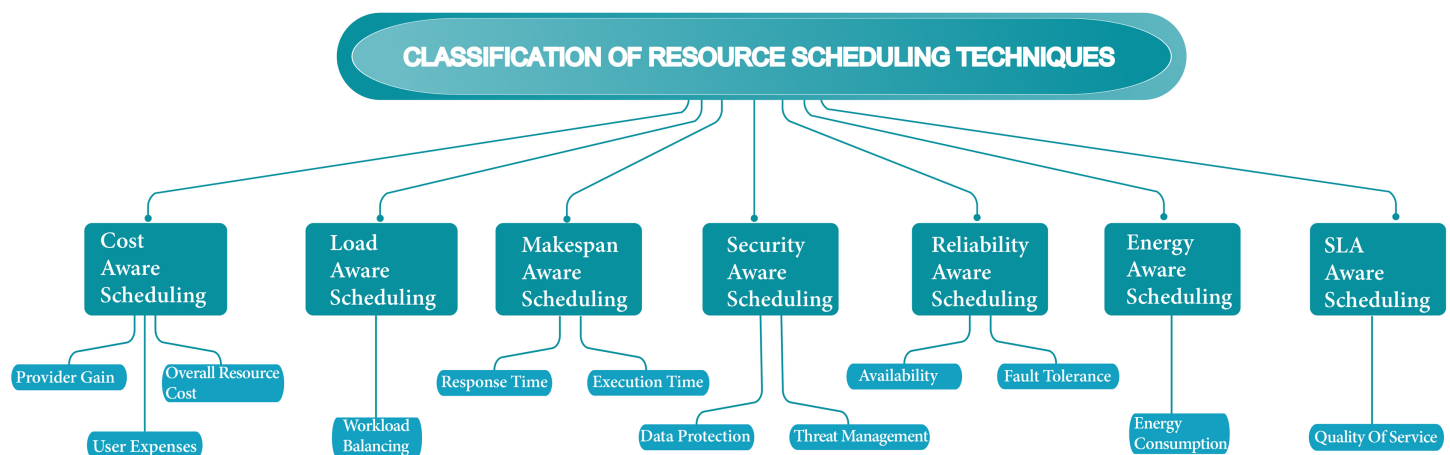 CLASSIFICATION OF RESOURCE SCHEDULING TECHNIQUES
Cost
Aware
Scheduling
Load
Aware
Scheduling
Makespan
Aware
Scheduling
Security
Aware
Scheduling
Reliability
Aware
Scheduling
Energy
Aware
Scheduling
SLA
Aware
Scheduling
Provider Gain
User Expenses
Overall Resource
Cost
Workload
Balancing
Response Time
Execution Time
Data Protection
Threat Management
Availability
Fault Tolerance
Energy
Consumption
Quality Of Service